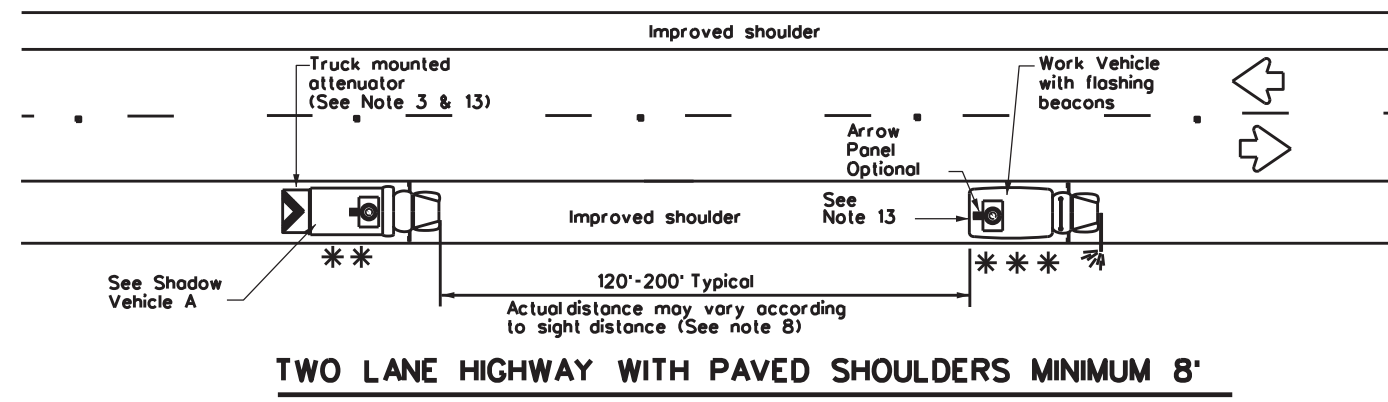 Improved shoulder
Truck mounted
attenuator
(See Note 3 & 13)
Work Vehicle
with flashing
beacons
Arrow
Panel
Optional
See
Note 13
Improved shoulder
See Shadow
Vehicle A
120'-200' Typical
Actual distance may vary according
to sight distance (See note 8)
TWO LANE HIGHWAY WITH PAVED SHOULDERS MINIMUM 8'